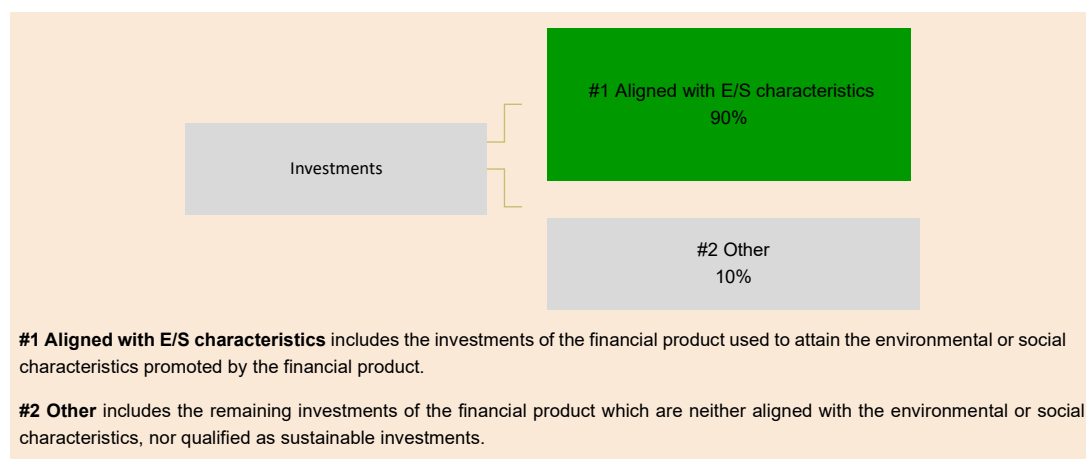 #1 Aligned with E/S characteristics
90%
Investments
#2 Other
10%
#1 Aligned with E/S characteristics includes the investments of the financial product used to attain the environmental or social
characteristics promoted by the financial product.
#2 Other includes the remaining investments of the financial product which are neither aligned with the environmental or social
characteristics, nor qualified as sustainable investments.